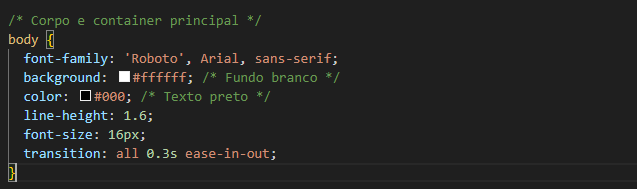 /* Corpo e container principal */
body {
font-family: 'Roboto', Arial, sans-serif;
background: #ffffff; /* Fundo branco */
color: #000; /* Texto preto */
line-height: 1.6;
font-size: 16px;
transition: all 0.3s ease-in-out;
}